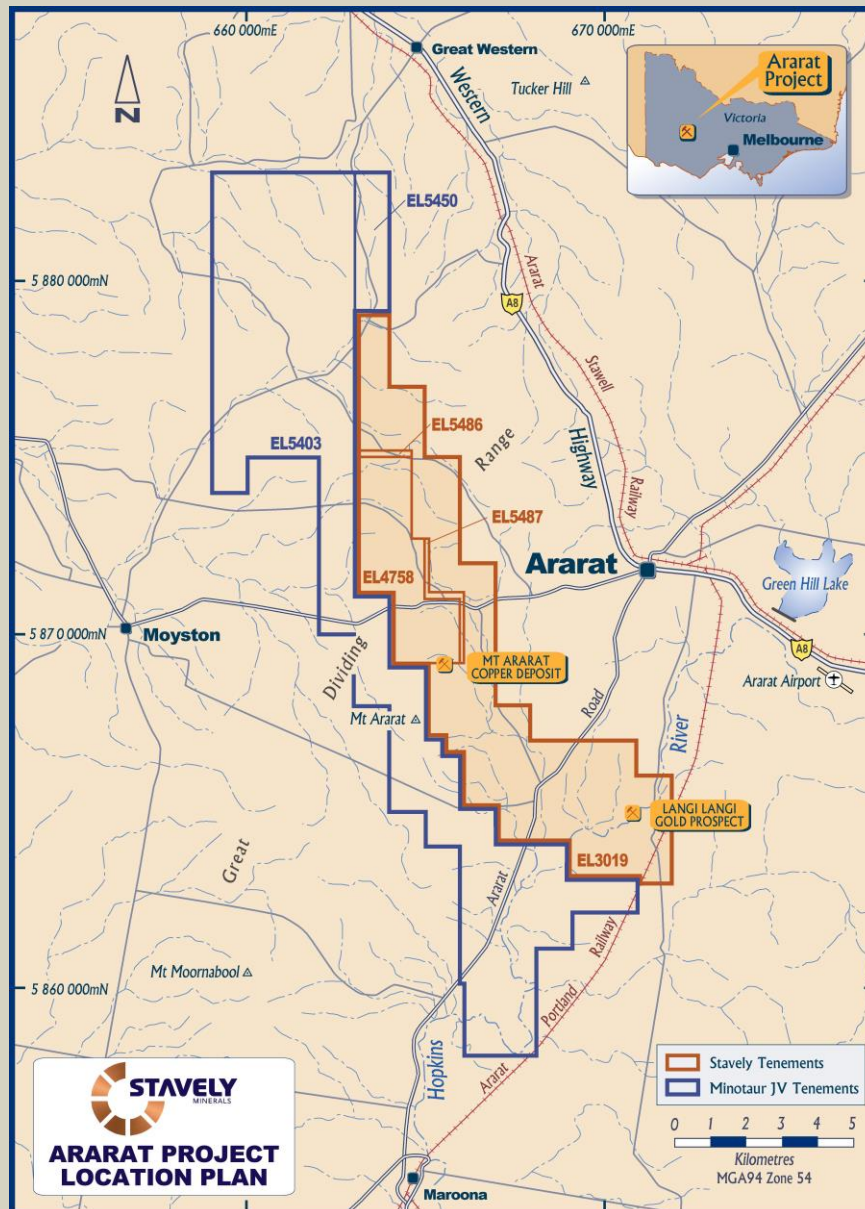 660 000mE
670 000mE
Great Western
Tucker Hill
N
Western
Highway
Ararat
Project
Victoria
Melbourne
EL5450
5 880 000mN
A8
Ararat
Stawell
Railway
EL5486
EL5403
Range
EL5487
EL4758
Ararat
Green Hill Lake
5 870 000mN
Moyston
MT ARARAT
COPPER DEPOSIT
A8
Ararat Airport
Dividing
Mt Ararat
Road
River
LANGI LANGI
GOLD PROSPECT
Great
EL3019
Ararat
Railway
Mt Moornabool
5 860 000mN
Portland
Ararat
Hopkins
Stavely Tenements
Minotaur JV Tenements
0 1 2 3 4 5
Kilometres
MGA94 Zone 54
STAVELY
MINERALS
ARARAT PROJECT
LOCATION PLAN
Maroona